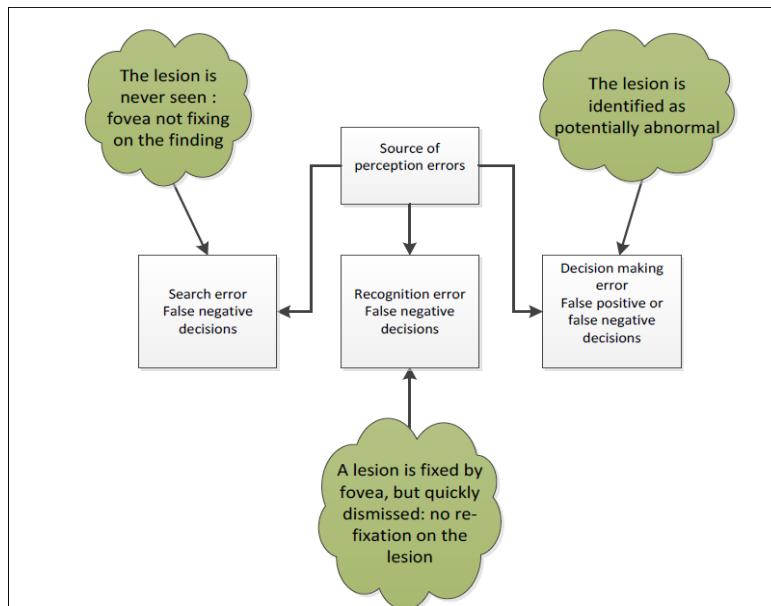 The lesion is
never seen :
fovea not fixing
on the finding
The lesion is
identified as
potentially abnormal
Source of
perception errors
Search error
False negative
decisions
Recognition error
False negative
decisions
Decision making
error
False positive or
false negative
decisions
A lesion is fixed by
fovea, but quickly
dismissed: no re-
fixation on the
lesion